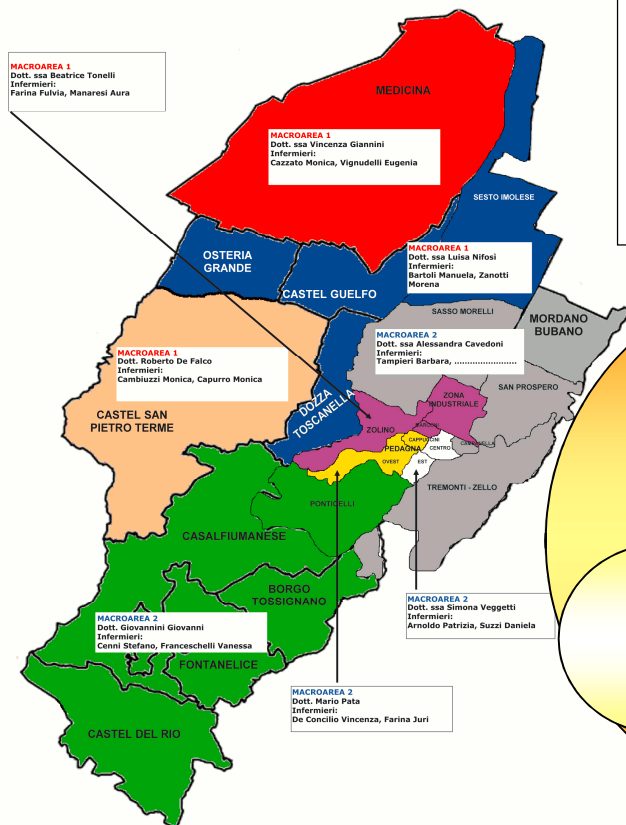 MACROAREA 1
Dott. ssa Beatrice Tonelli
Infermieri:
Farina Fulvia, Manaresi Aura
MEDICINA
MACROAREA 1
Dott. ssa Vincenza Giannini
Infermieri:
Cazzato Monica, Vignudelli Eugenia
SESTO IMOLESE
OSTERIA
GRANDE
MACROAREA 1
Dott. ssa Luisa Nifosì
Infermieri:
Bartoli Manuela, Zanotti
Morena
CASTEL GUELFO
SASSO MORELLI
MORDANO
BUBANO
MACROAREA 2
Dott. ssa Alessandra Cavedoni
Infermieri:
Tampieri Barbara, ........................
MACROAREA 1
Dott. Roberto De Falco
Infermieri:
Cambiuzzi Monica, Capurro Monica
CASTEL SAN
PIETRO TERME
DOZZA
TOSCANELLA
SAN PROSPERO
ZONA
INDUSTRIALE
ZOLINO
MARCONI
CAPPUCCINI
CENTRO
CAMPANELLA
PEDAGNA
OVEST
EST
TREMONTI - ZELLO
PONTICELLI
CASALFIUMANESE
BORGO
TOSSIGNANO
MACROAREA 2
Dott. ssa Simona Veggetti
Infermieri:
Arnoldo Patrizia, Suzzi Daniela
MACROAREA 2
Dott. Giovannini Giovanni
Infermieri:
Cenni Stefano, Franceschelli Vanessa
FONTANELICE
MACROAREA 2
Dott. Mario Pata
Infermieri:
De Concilio Vincenza, Farina Juri
CASTEL DEL RIO